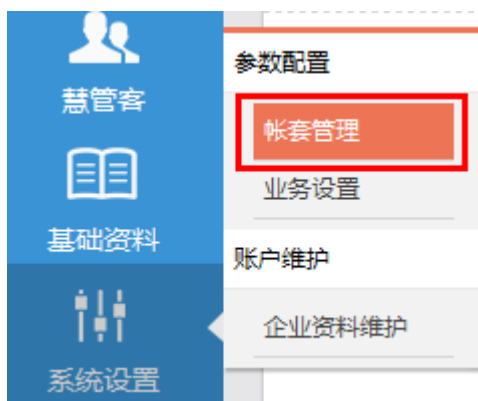 慧管客
基础资料
系统设置
参数配置
帐套管理
业务设置
账户维护
企业资料维护